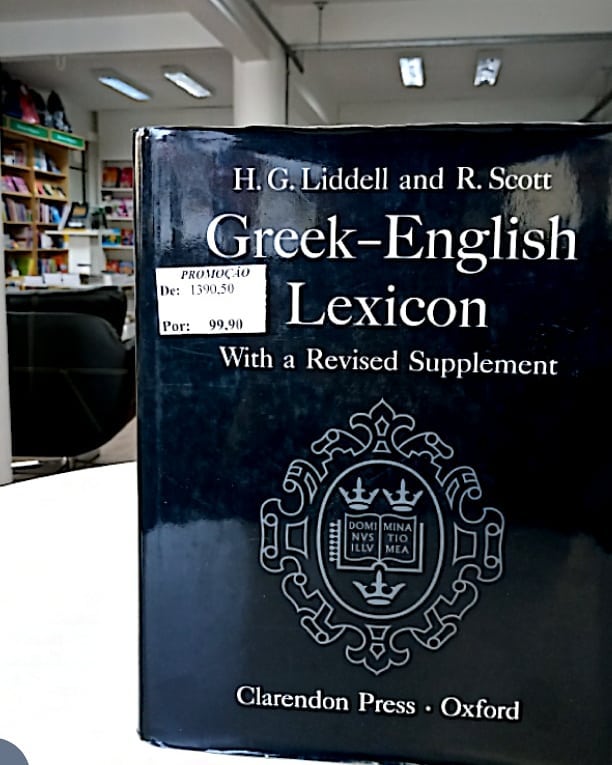 H. G. Liddell and R. Scott
Greek–English
Lexicon
PROMOÇÃO
De: 1390,50
Por: 99,90
With a Revised Supplement
DOMI MINA
NVS TIO
ILLV MEA
Clarendon Press · Oxford